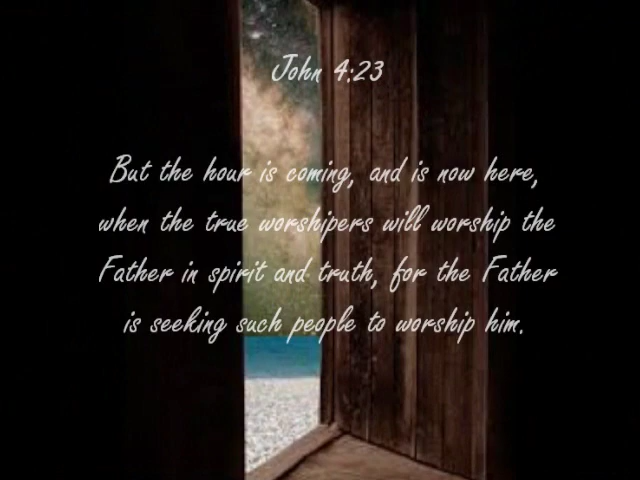 John 4:23
But the hour is coming, and is now here,
when the true worshipers will worship the
Father in spirit and truth, for the Father
is seeking such people to worship him.